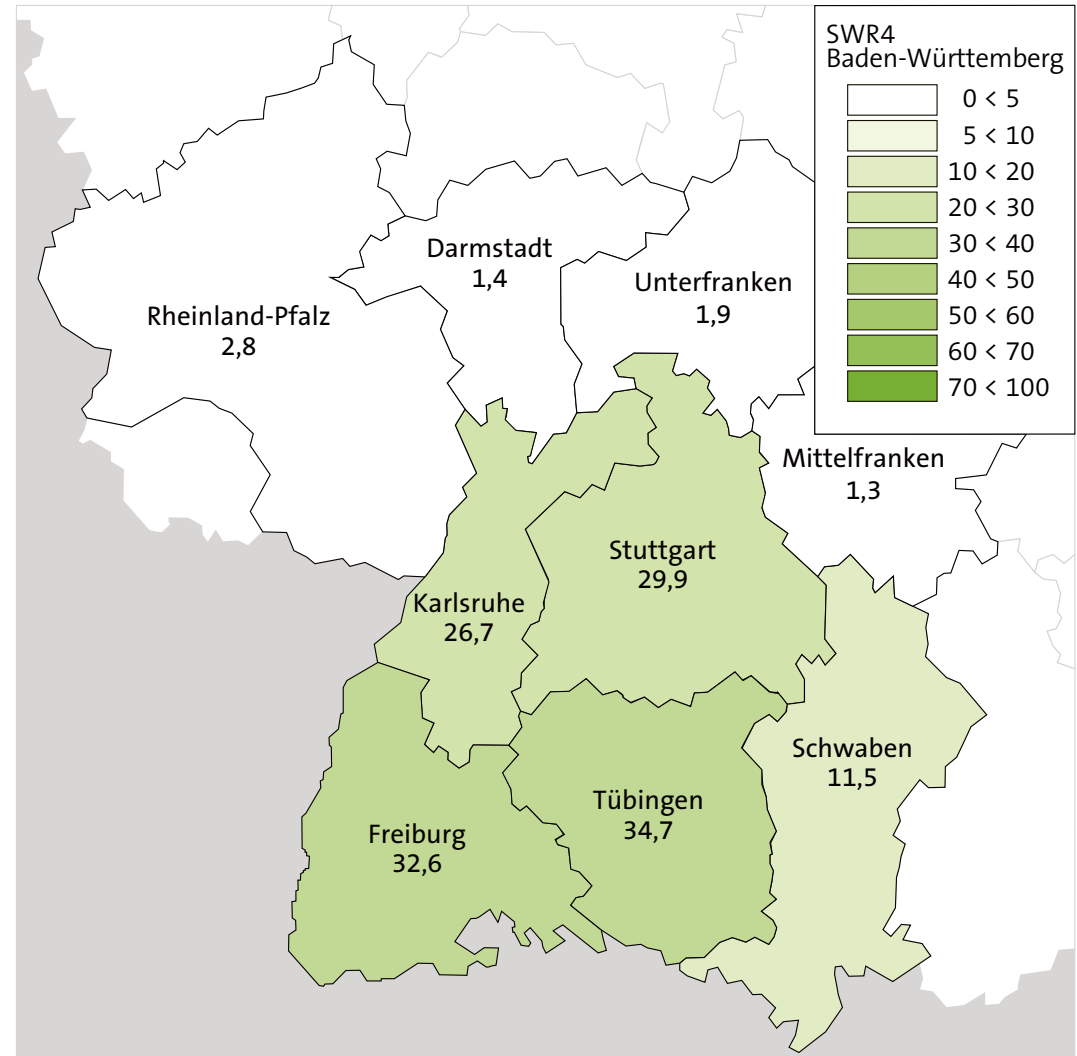 SWR4
Baden-Württemberg
0 < 5
5 < 10
10 < 20
20 < 30
30 < 40
40 < 50
50 < 60
60 < 70
70 < 100
Darmstadt
1,4
Unterfranken
1,9
Rheinland-Pfalz
2,8
Mittelfranken
1,3
Stuttgart
29,9
Karlsruhe
26,7
Schwaben
11,5
Tübingen
34,7
Freiburg
32,6